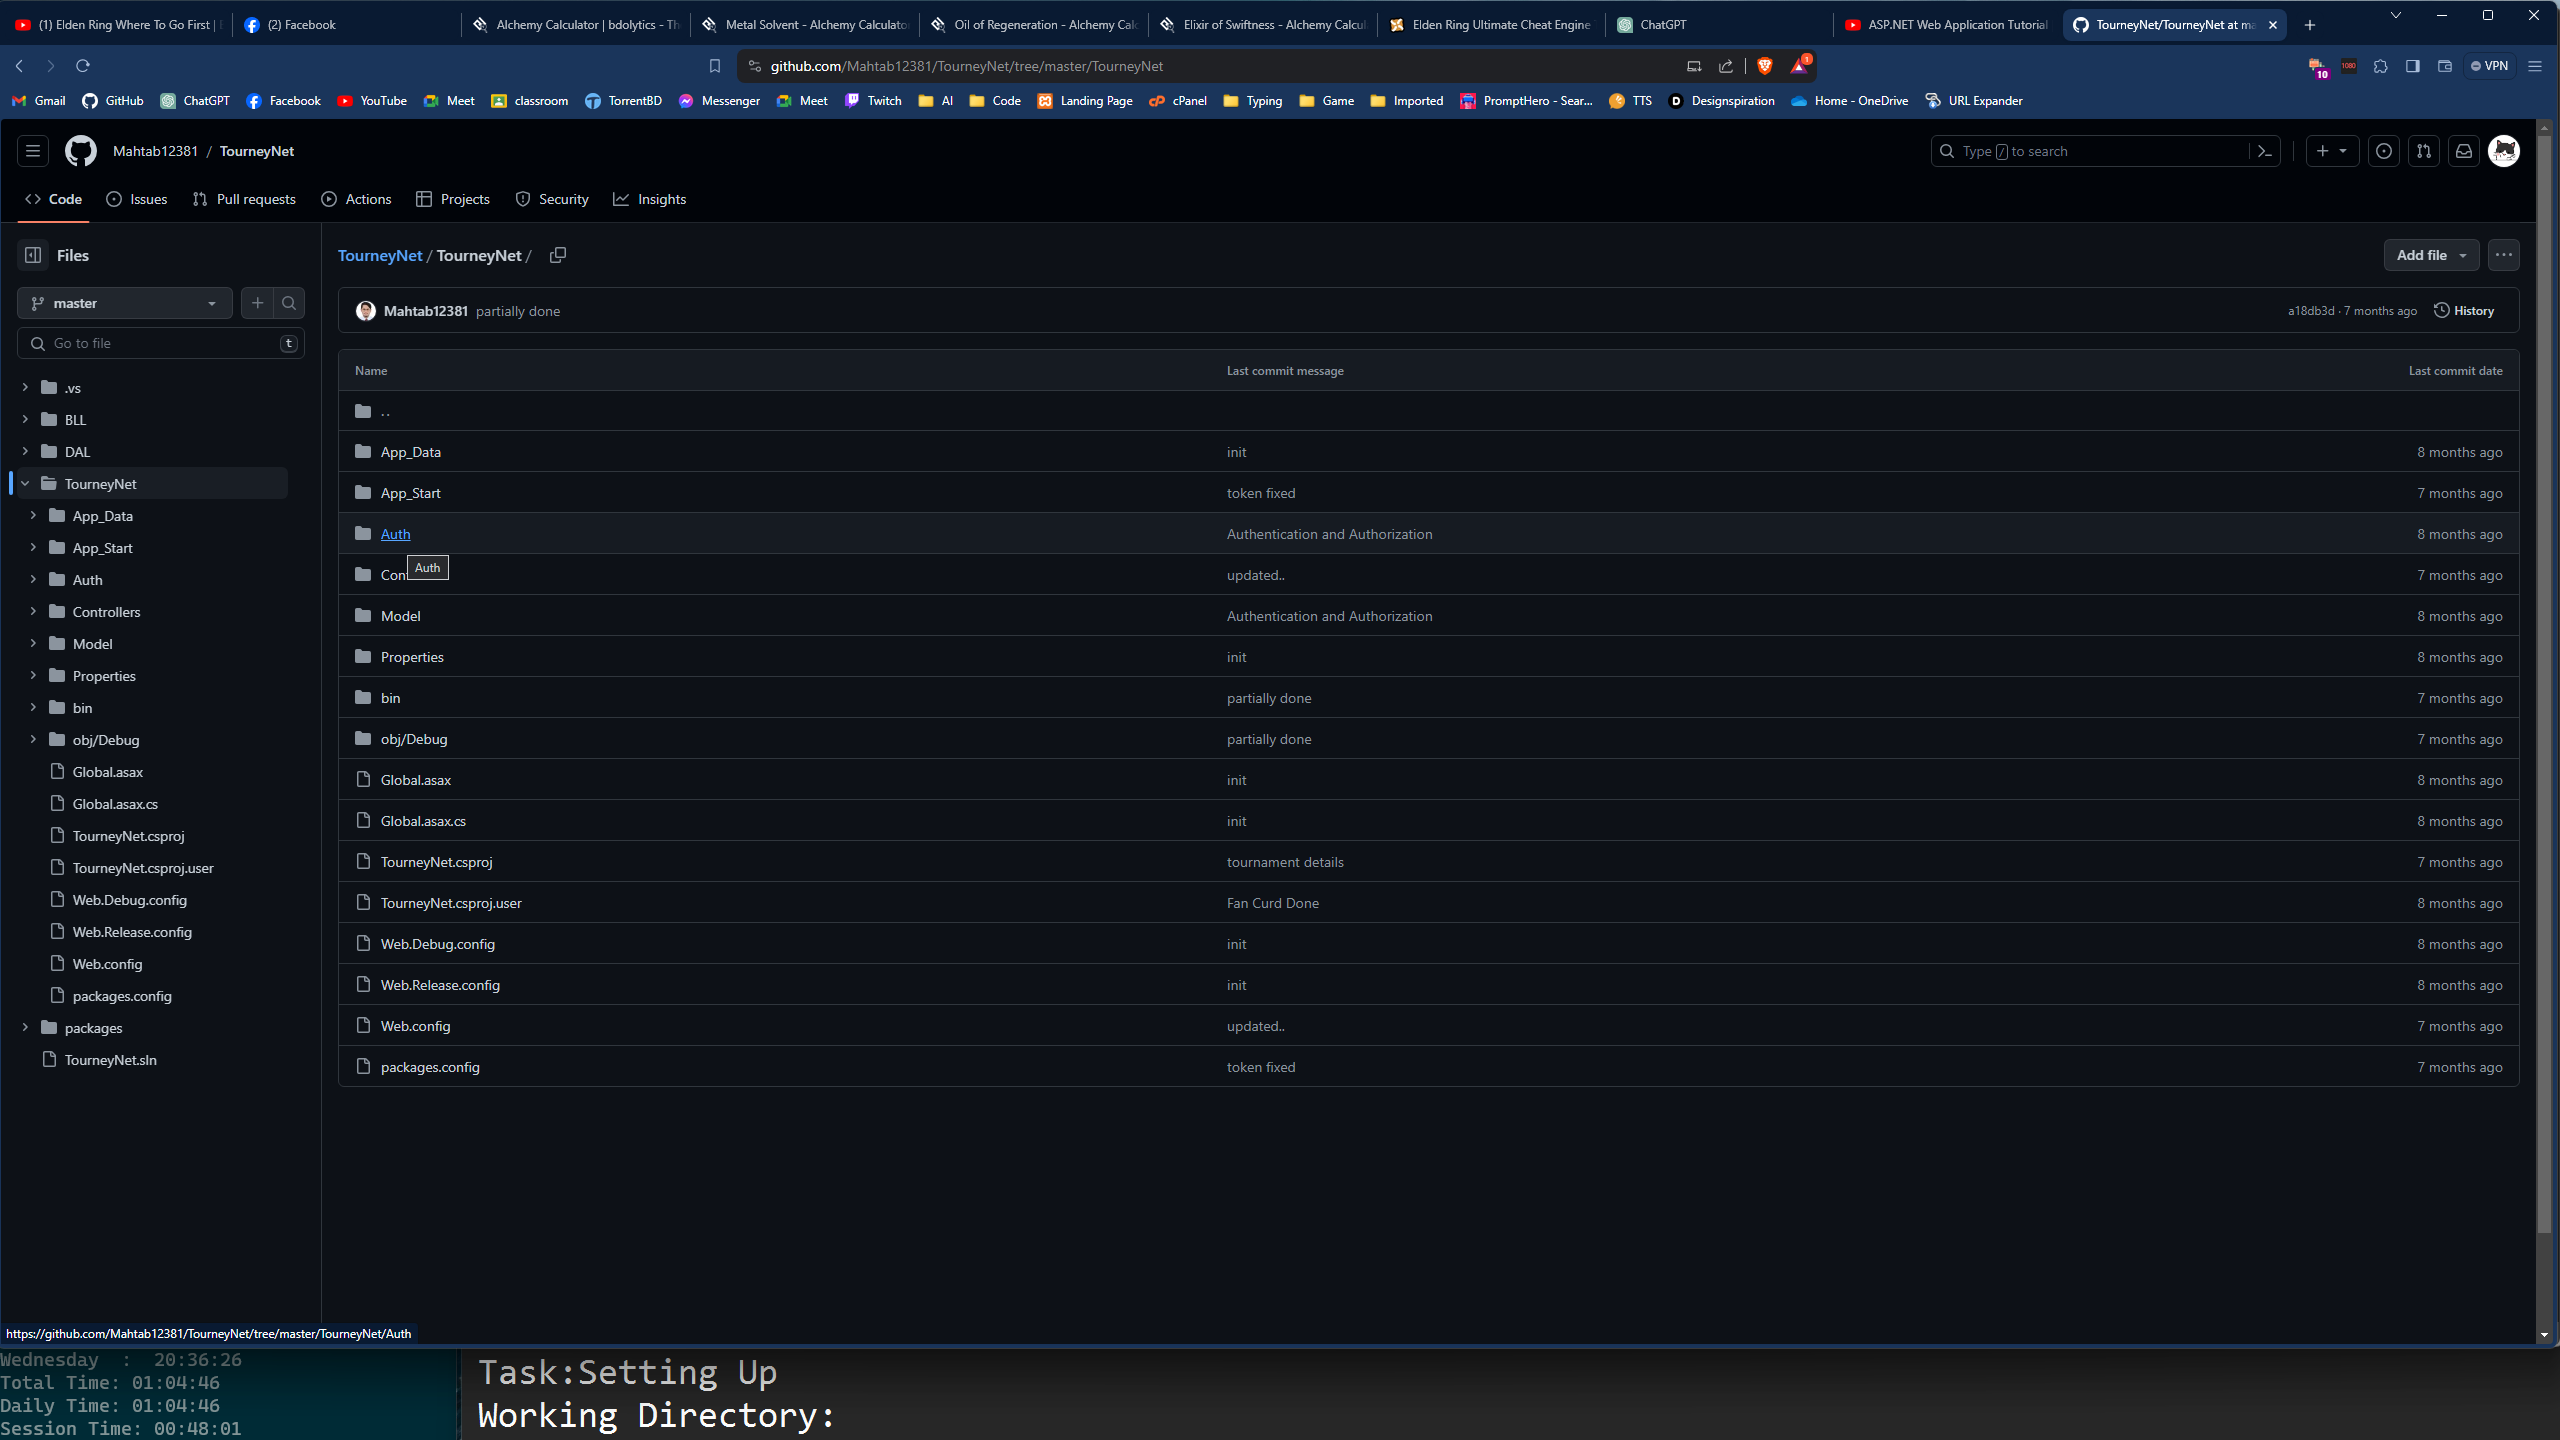 (1) Elden Ring Where To Go First |
(2) Facebook
Alchemy Calculator | bdolytics - Th
Metal Solvent - Alchemy Calculator
Oil of Regeneration - Alchemy Calc
Elixir of Swiftness - Alchemy Calcul
Elden Ring Ultimate Cheat Engine
ChatGPT
ASP.NET Web Application Tutorial
TourneyNet/TourneyNet at ma
github.com/Mahtab12381/TourneyNet/tree/master/TourneyNet
1
10
1080
VPN
Gmail
GitHub
ChatGPT
Facebook
YouTube
Meet
classroom
TorrentBD
Messenger
Meet
Twitch
AI
Code
Landing Page
cPanel
Typing
Game
Imported
PromptHero - Sear...
TTS
Designspiration
Home - OneDrive
URL Expander
Mahtab12381 / TourneyNet
Type / to search
Code
Issues
Pull requests
Actions
Projects
Security
Insights
Files
master
Go to file
t
.vs
BLL
DAL
TourneyNet
App_Data
App_Start
Auth
Controllers
Model
Properties
bin
obj/Debug
Global.asax
Global.asax.cs
TourneyNet.csproj
TourneyNet.csproj.user
Web.Debug.config
Web.Release.config
Web.config
packages.config
packages
TourneyNet.sln
TourneyNet / TourneyNet /
Add file
Mahtab12381 partially done
a18db3d · 7 months ago
History
Name Last commit message Last commit date
..
App_Data init 8 months ago
App_Start token fixed 7 months ago
Auth Authentication and Authorization 8 months ago
Auth
Con updated.. 7 months ago
Model Authentication and Authorization 8 months ago
Properties init 8 months ago
bin partially done 7 months ago
obj/Debug partially done 7 months ago
Global.asax init 8 months ago
Global.asax.cs init 8 months ago
TourneyNet.csproj tournament details 7 months ago
TourneyNet.csproj.user Fan Curd Done 8 months ago
Web.Debug.config init 8 months ago
Web.Release.config init 8 months ago
Web.config updated.. 7 months ago
packages.config token fixed 7 months ago
https://github.com/Mahtab12381/TourneyNet/tree/master/TourneyNet/Auth
Wednesday : 20:36:26
Total Time: 01:04:46
Daily Time: 01:04:46
Session Time: 00:48:01
Task:Setting Up
Working Directory: